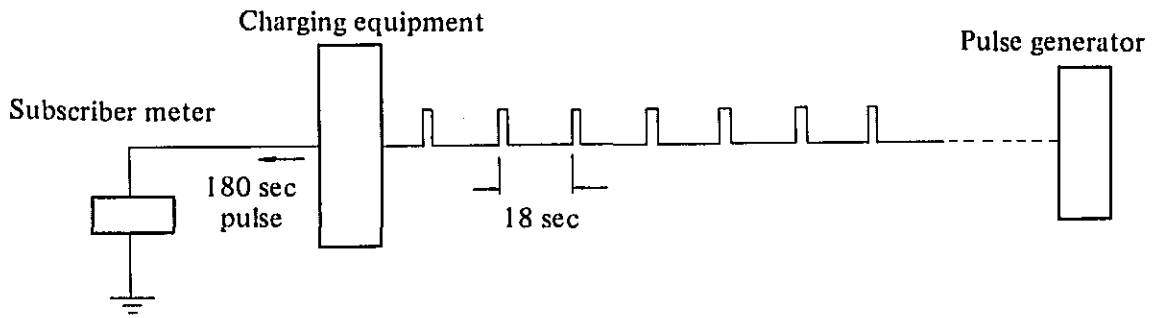 Charging equipment
Pulse generator
Subscriber meter
180 sec
pulse
18 sec